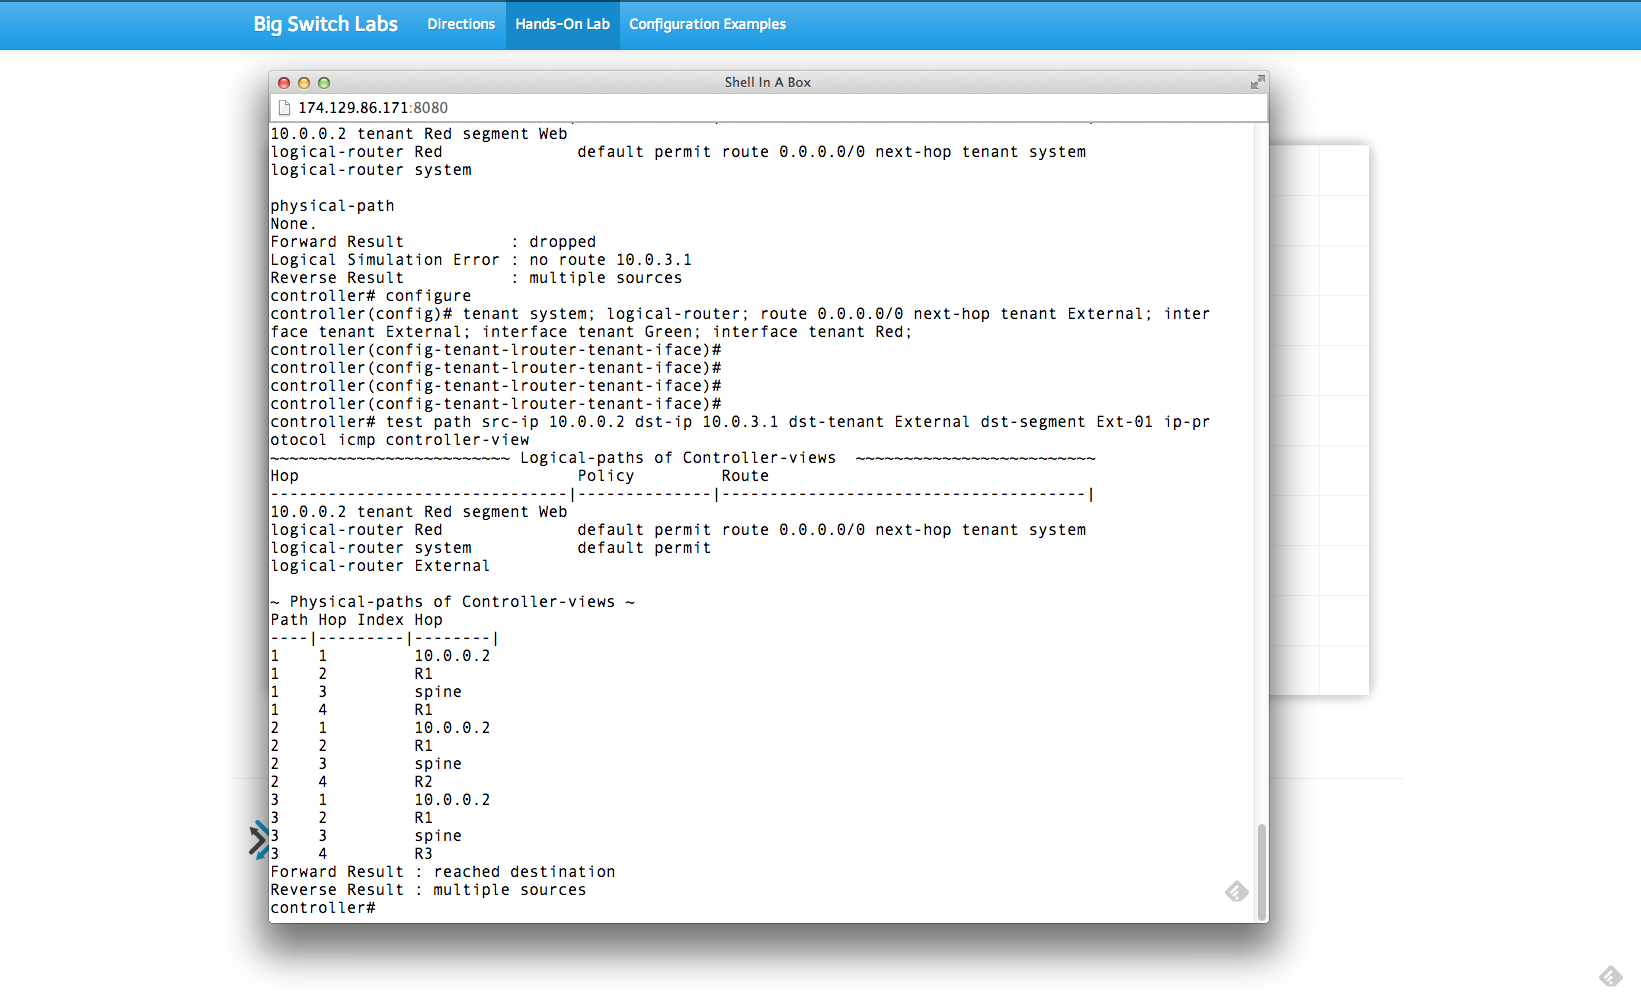 Big Switch Labs Directions Hands-On Lab Configuration Examples
Shell In A Box
174.129.86.171:8080
10.0.0.2 tenant Red segment Web
logical-router Red              default permit route 0.0.0.0/0 next-hop tenant system
logical-router system
physical-path
None.
Forward Result           : dropped
Logical Simulation Error : no route 10.0.3.1
Reverse Result           : multiple sources
controller# configure
controller(config)# tenant system; logical-router; route 0.0.0.0/0 next-hop tenant External; inter
face tenant External; interface tenant Green; interface tenant Red;
controller(config-tenant-lrouter-tenant-iface)#
controller(config-tenant-lrouter-tenant-iface)#
controller(config-tenant-lrouter-tenant-iface)#
controller(config-tenant-lrouter-tenant-iface)#
controller# test path src-ip 10.0.0.2 dst-ip 10.0.3.1 dst-tenant External dst-segment Ext-01 ip-pr
otocol icmp controller-view
~~~~~~~~~~~~~~~~~~~~~~~~~ Logical-paths of Controller-views  ~~~~~~~~~~~~~~~~~~~~~~~~~
Hop                             Policy         Route
-------------------------------|--------------|--------------------------------------|
10.0.0.2 tenant Red segment Web
logical-router Red              default permit route 0.0.0.0/0 next-hop tenant system
logical-router system           default permit
logical-router External
~ Physical-paths of Controller-views ~
Path Hop Index Hop
----|---------|--------|
1    1         10.0.0.2
1    2         R1
1    3         spine
1    4         R1
2    1         10.0.0.2
2    2         R1
2    3         spine
2    4         R2
3    1         10.0.0.2
3    2         R1
3    3         spine
3    4         R3
Forward Result : reached destination
Reverse Result : multiple sources
controller#